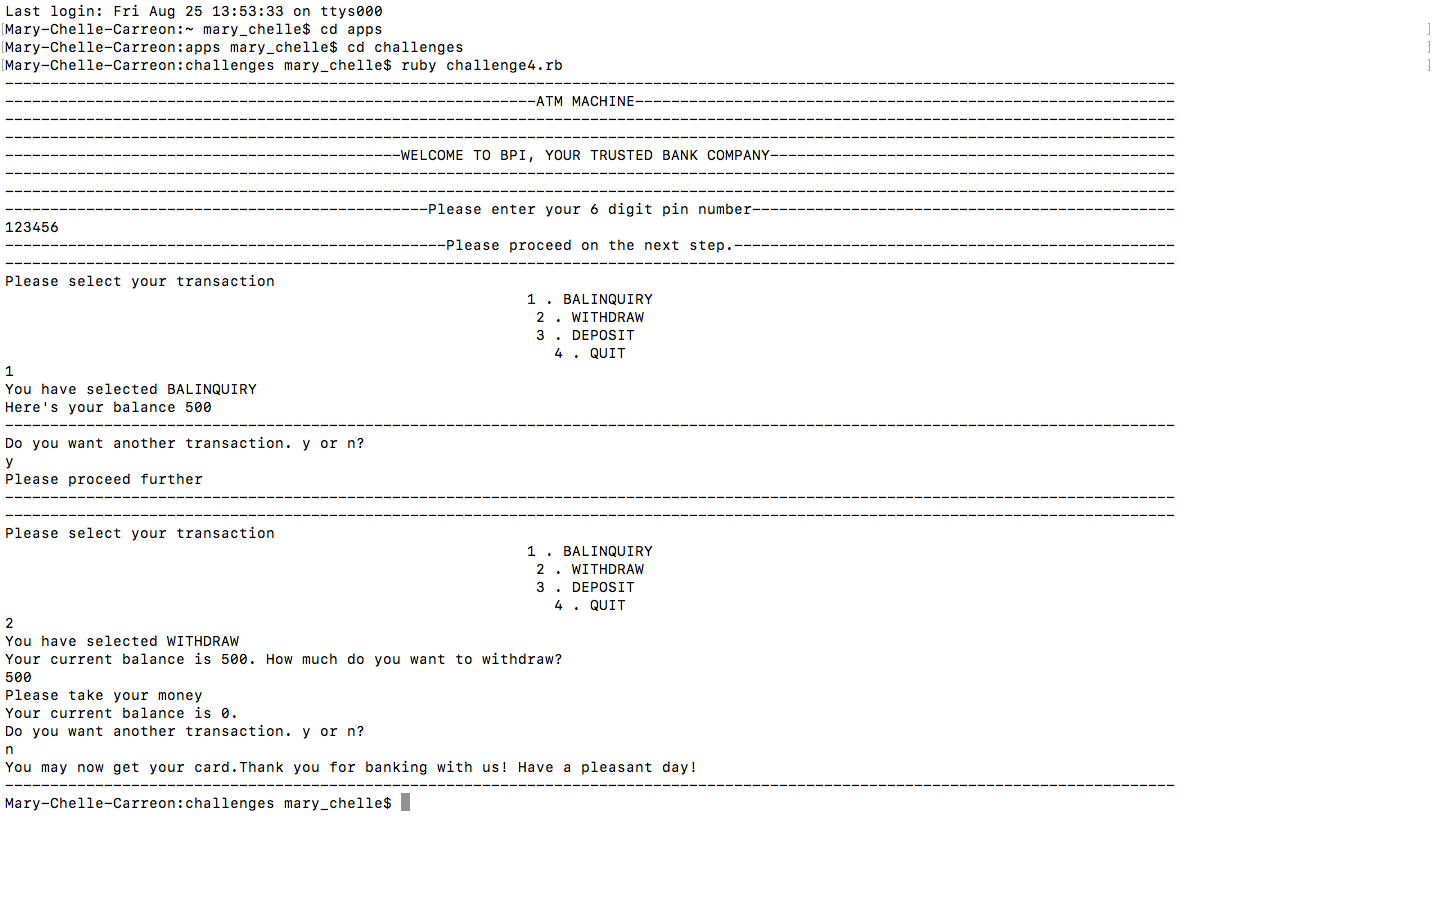 Last login: Fri Aug 25 13:53:33 on ttys000
[Mary-Chelle-Carreon:~ mary_chelle$ cd apps ]
[Mary-Chelle-Carreon:apps mary_chelle$ cd challenges ]
[Mary-Chelle-Carreon:challenges mary_chelle$ ruby challenge4.rb ]
----------------------------------------------------------------------------------------------------------------------------------
-----------------------------------------------------------ATM MACHINE------------------------------------------------------------
----------------------------------------------------------------------------------------------------------------------------------
----------------------------------------------------------------------------------------------------------------------------------
--------------------------------------------WELCOME TO BPI, YOUR TRUSTED BANK COMPANY---------------------------------------------
----------------------------------------------------------------------------------------------------------------------------------
----------------------------------------------------------------------------------------------------------------------------------
-----------------------------------------------Please enter your 6 digit pin number-----------------------------------------------
123456
-------------------------------------------------Please proceed on the next step.-------------------------------------------------
----------------------------------------------------------------------------------------------------------------------------------
Please select your transaction
1 . BALINQUIRY
2 . WITHDRAW
3 . DEPOSIT
4 . QUIT
1
You have selected BALINQUIRY
Here's your balance 500
----------------------------------------------------------------------------------------------------------------------------------
Do you want another transaction. y or n?
y
Please proceed further
----------------------------------------------------------------------------------------------------------------------------------
----------------------------------------------------------------------------------------------------------------------------------
Please select your transaction
1 . BALINQUIRY
2 . WITHDRAW
3 . DEPOSIT
4 . QUIT
2
You have selected WITHDRAW
Your current balance is 500. How much do you want to withdraw?
500
Please take your money
Your current balance is 0.
Do you want another transaction. y or n?
n
You may now get your card.Thank you for banking with us! Have a pleasant day!
----------------------------------------------------------------------------------------------------------------------------------
Mary-Chelle-Carreon:challenges mary_chelle$